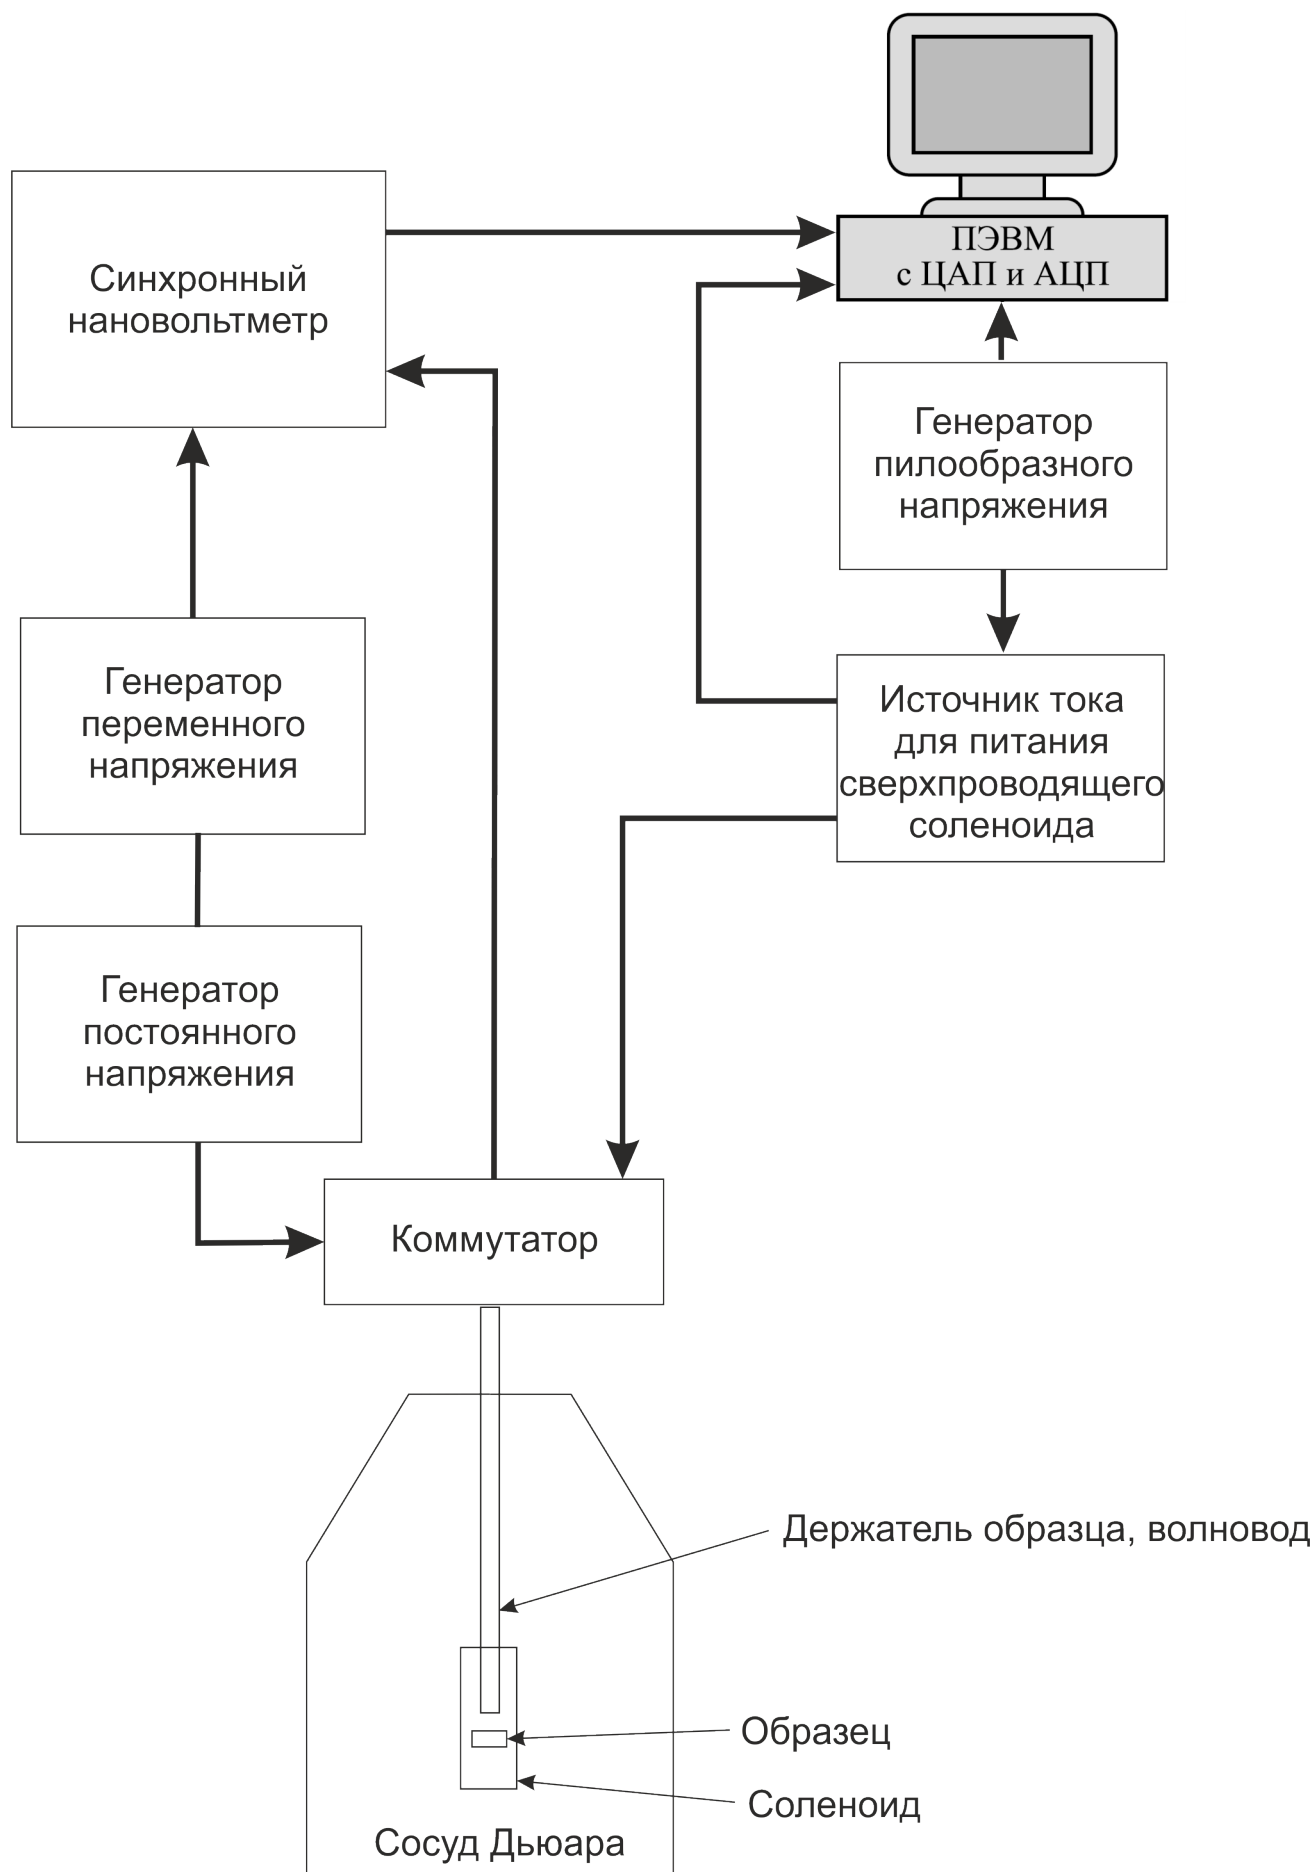 ПЭВМ
с ЦАП и АЦП
Синхронный
нановольтметр
Генератор
пилообразного
напряжения
Генератор
переменного
напряжения
Источник тока
для питания
сверхпроводящего
соленоида
Генератор
постоянного
напряжения
Коммутатор
Держатель образца, волновод
Образец
Соленоид
Сосуд Дьюара